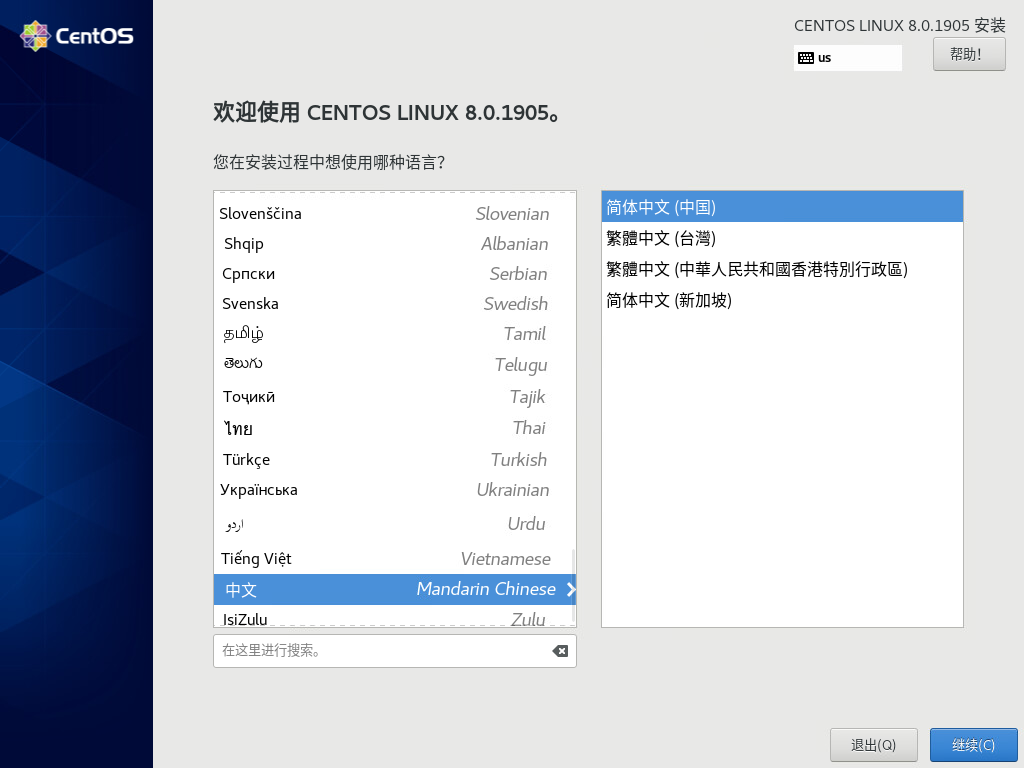 CentOS
CENTOS LINUX 8.0.1905 安装
us
帮助!
欢迎使用 CENTOS LINUX 8.0.1905。
您在安装过程中想使用哪种语言？
Slovenščina Slovenian
Shqip Albanian
Српски Serbian
Svenska Swedish
தமிழ் Tamil
తెలుగు Telugu
Тоҷикӣ Tajik
ไทย Thai
Türkçe Turkish
Українська Ukrainian
اردو Urdu
Tiếng Việt Vietnamese
中文 Mandarin Chinese
IsiZulu Zulu
简体中文 (中国)
繁體中文 (台灣)
繁體中文 (中華人民共和國香港特別行政區)
简体中文 (新加坡)
在这里进行搜索。
退出(Q)
继续(C)